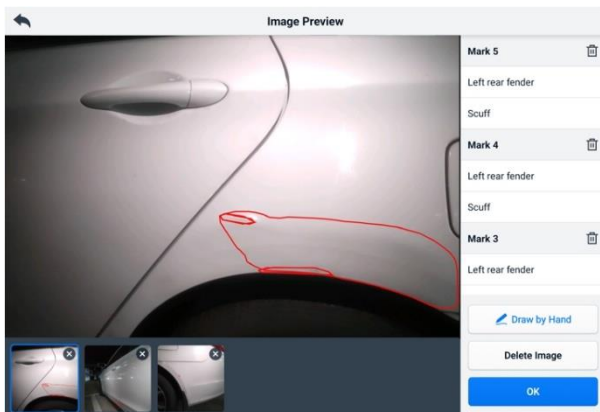 Image Preview
Mark 5
Left rear fender
Scuff
Mark 4
Left rear fender
Scuff
Mark 3
Left rear fender
Draw by Hand
Delete Image
OK